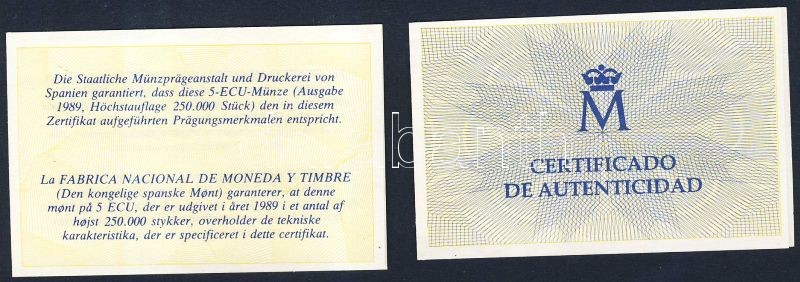 Die Staatliche Münzprägeanstalt und Druckerei von
Spanien garantiert, dass diese 5-ECU-Münze (Ausgabe
1989, Höchstauflage 250.000 Stück) den in diesem
Zertifikat aufgeführten Prägungsmerkmalen entspricht.
La FABRICA NACIONAL DE MONEDA Y TIMBRE
(Den kongelige spanske Mønt) garanterer, at denne
mønt på 5 ECU, der er udgivet i året 1989 i et antal af
højst 250.000 stykker, overholder de tekniske
karakteristika, der er specificeret i dette certifikat.
M
CERTIFICADO
DE AUTENTICIDAD